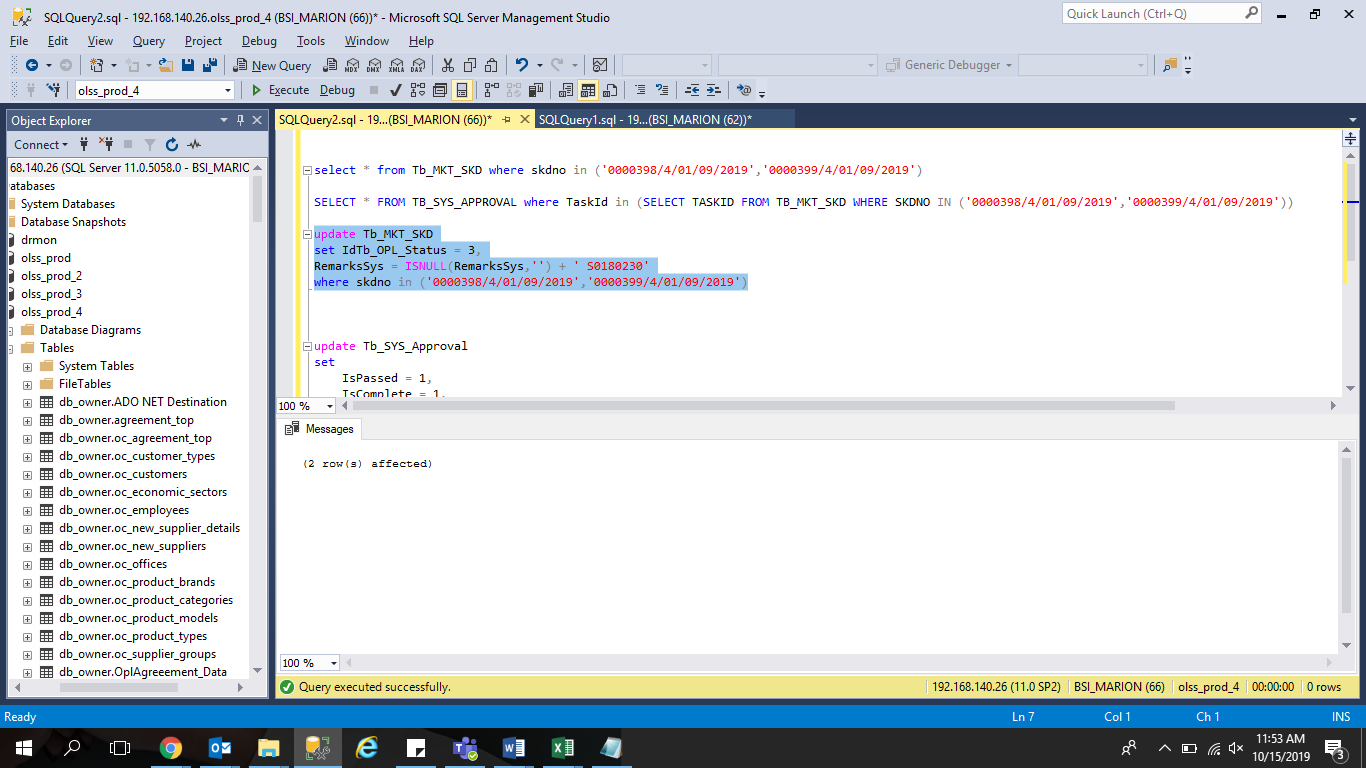 SQLQuery2.sql - 192.168.140.26.olss_prod_4 (BSI_MARION (66))* - Microsoft SQL Server Management Studio
Quick Launch (Ctrl+Q)
File Edit View Query Project Debug Tools Window Help
New Query MDX DMX XMLA DAX Generic Debugger
olss_prod_4 Execute Debug
Object Explorer
SQLQuery2.sql - 19...(BSI_MARION (66))* SQLQuery1.sql - 19...(BSI_MARION (62))*
Connect
68.140.26 (SQL Server 11.0.5058.0 - BSI_MARIO
atabases
System Databases
Database Snapshots
drmon
olss_prod
olss_prod_2
olss_prod_3
olss_prod_4
Database Diagrams
Tables
System Tables
FileTables
db_owner.ADO NET Destination
db_owner.agreement_top
db_owner.oc_agreement_top
db_owner.oc_customer_types
db_owner.oc_customers
db_owner.oc_economic_sectors
db_owner.oc_employees
db_owner.oc_new_supplier_details
db_owner.oc_new_suppliers
db_owner.oc_offices
db_owner.oc_product_brands
db_owner.oc_product_categories
db_owner.oc_product_models
db_owner.oc_product_types
db_owner.oc_supplier_groups
db_owner.OplAgreeement_Data
select * from Tb_MKT_SKD where skdno in ('0000398/4/01/09/2019','0000399/4/01/09/2019')
SELECT * FROM TB_SYS_APPROVAL where TaskId in (SELECT TASKID FROM TB_MKT_SKD WHERE SKDNO IN ('0000398/4/01/09/2019','0000399/4/01/09/2019'))
update Tb_MKT_SKD
set IdTb_OPL_Status = 3,
RemarksSys = ISNULL(RemarksSys,'') + ' S0180230'
where skdno in ('0000398/4/01/09/2019','0000399/4/01/09/2019')
update Tb_SYS_Approval
set
IsPassed = 1,
IsComplete = 1,
100 %
Messages
(2 row(s) affected)
100 %
Query executed successfully. 192.168.140.26 (11.0 SP2) BSI_MARION (66) olss_prod_4 00:00:00 0 rows
Ready Ln 7 Col 1 Ch 1 INS
11:53 AM
10/15/2019
3